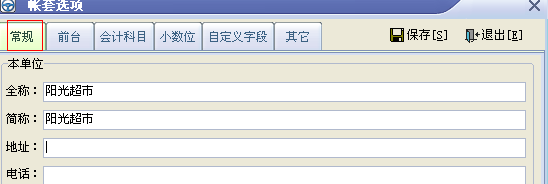 帐套选项
常规 前台 会计科目 小数位 自定义字段 其它 保存[S] 退出[E]
本单位
全称： 阳光超市
简称： 阳光超市
地址：
电话：